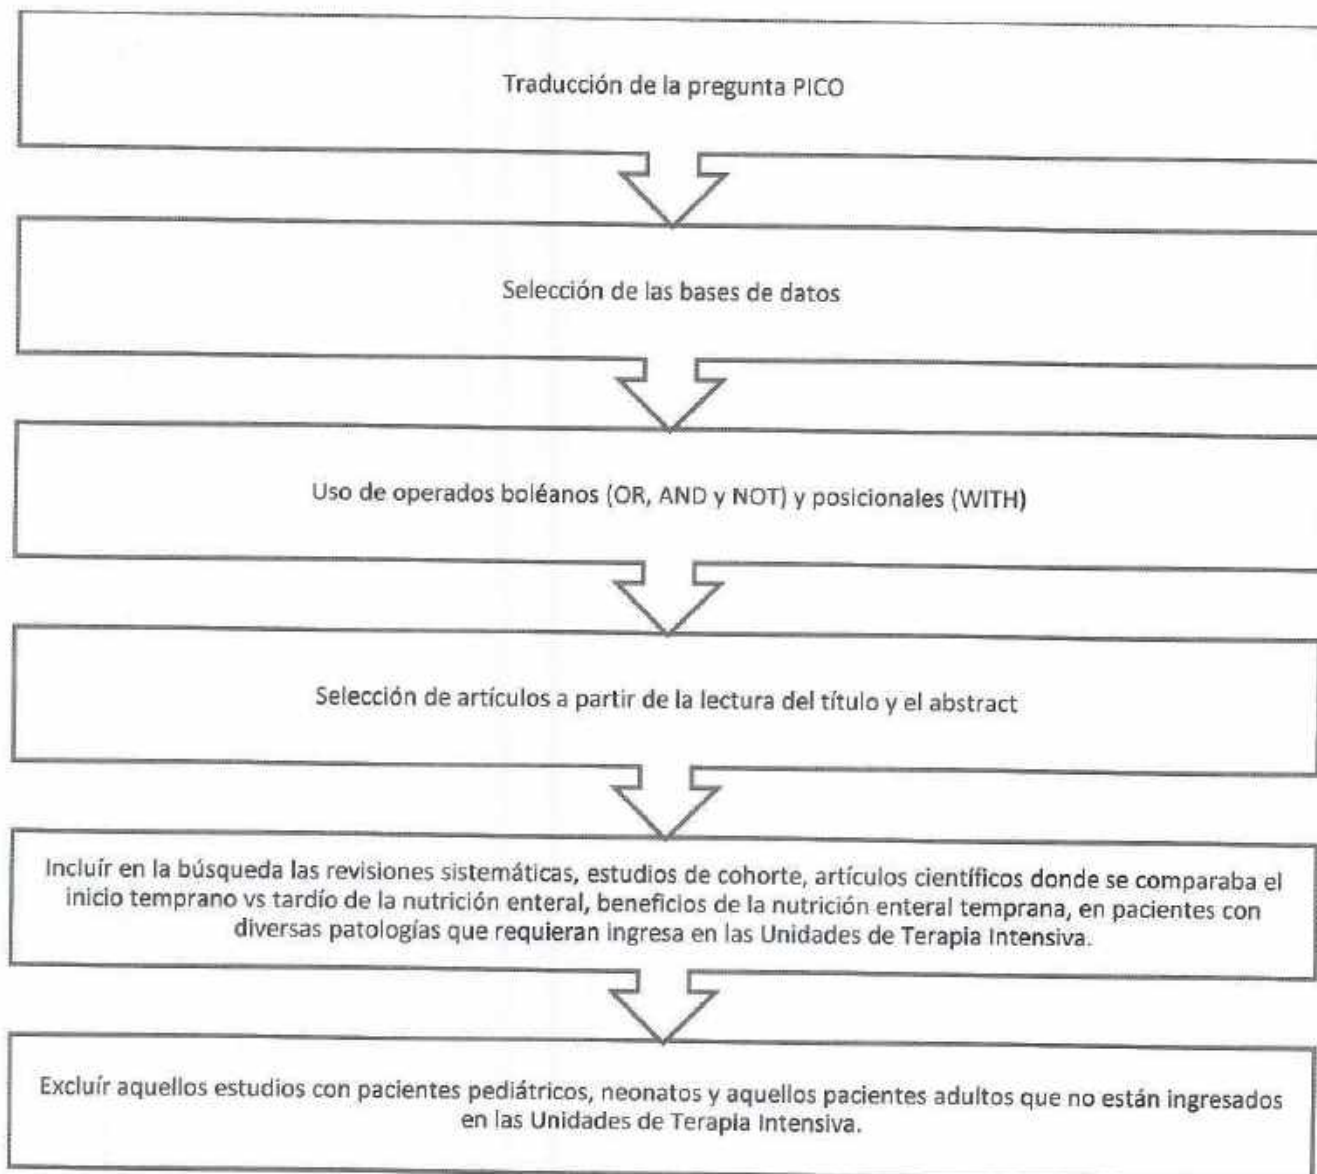 Traducción de la pregunta PICO
Selección de las bases de datos
Uso de operados boléanos (OR, AND y NOT) y posicionales (WITH)
Selección de artículos a partir de la lectura del título y el abstract
Incluír en la búsqueda las revisiones sistemáticas, estudios de cohorte, artículos científicos donde se comparaba el
inicio temprano vs tardío de la nutrición enteral, beneficios de la nutrición enteral temprana, en pacientes con
diversas patologías que requieran ingresa en las Unidades de Terapia Intensiva.
Excluír aquellos estudios con pacientes pediátricos, neonatos y aquellos pacientes adultos que no están ingresados
en las Unidades de Terapia Intensiva.